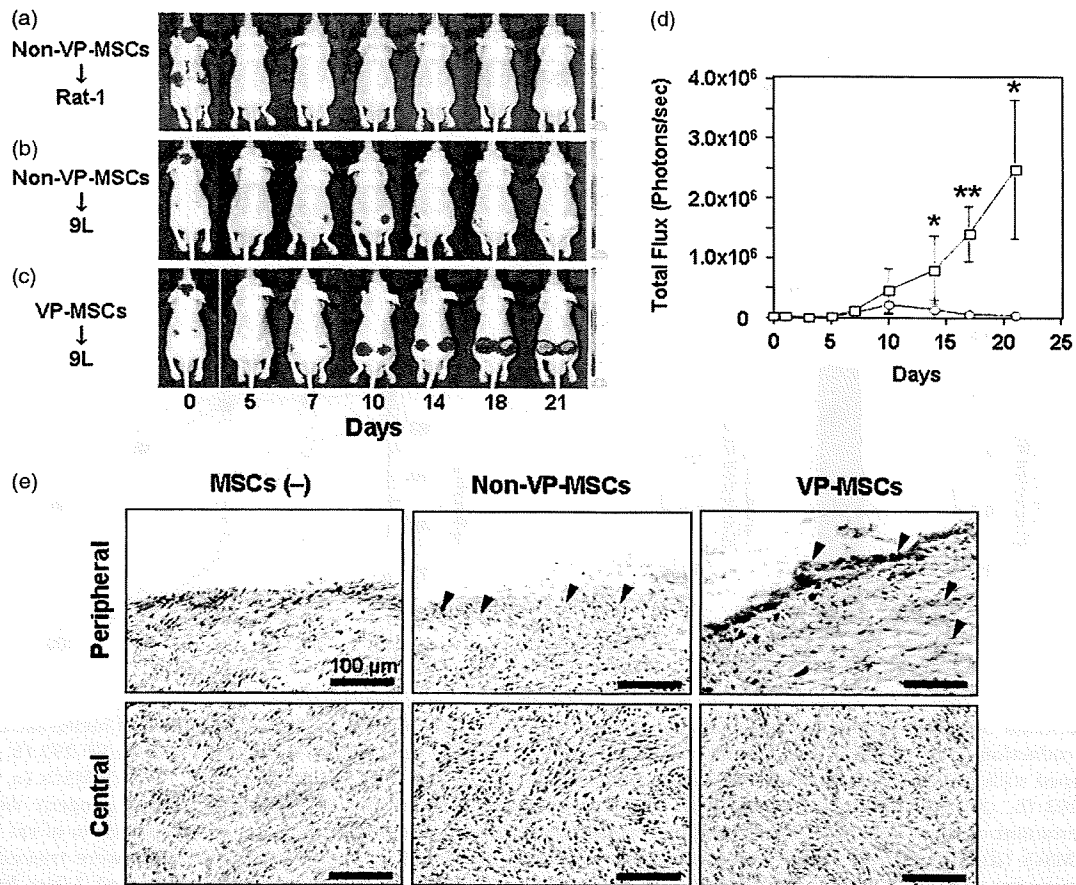 (a)
Non-VP-MSCs
↓
Rat-1
(b)
Non-VP-MSCs
↓
9L
(c)
VP-MSCs
↓
9L
0 5 7 10 14 18 21
Days
(d)
Total Flux (Photons/sec)
4.0x10⁶
3.0x10⁶
2.0x10⁶
1.0x10⁶
0
* ** *
0 5 10 15 20 25
Days
(e)
MSCs (–) Non-VP-MSCs VP-MSCs
Peripheral
100 μm
Central